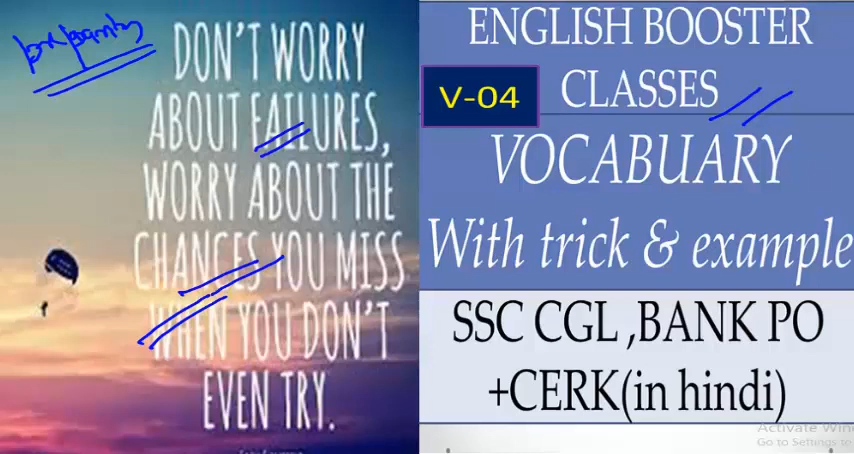 DON'T WORRY
ABOUT FAILURES,
WORRY ABOUT THE
CHANCES YOU MISS
WHEN YOU DON'T
EVEN TRY.
ENGLISH BOOSTER
V-04
CLASSES
VOCABUARY
With trick & example
SSC CGL ,BANK PO
+CERK(in hindi)
Activate Win
Go to Settings to